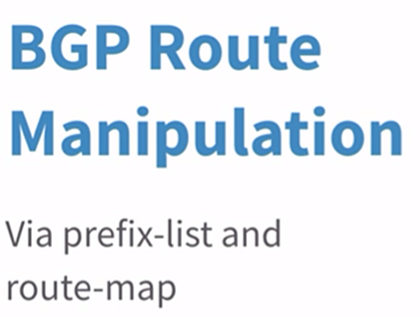 BGP Route
Manipulation
Via prefix-list and
route-map